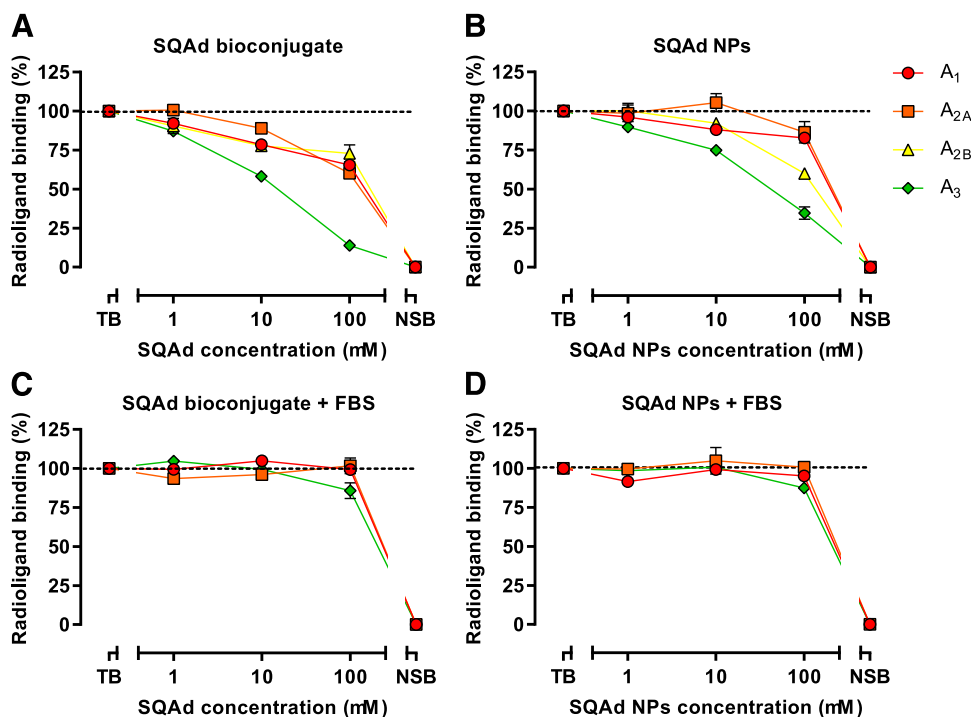 A
SQAd bioconjugate
Radioligand binding (%)
125
100
75
50
25
0
TB
1
10
100
NSB
SQAd concentration (mM)
B
SQAd NPs
Radioligand binding (%)
125
100
75
50
25
0
TB
1
10
100
NSB
SQAd NPs concentration (mM)
A1
A2A
A2B
A3
C
SQAd bioconjugate + FBS
Radioligand binding (%)
125
100
75
50
25
0
TB
1
10
100
NSB
SQAd concentration (mM)
D
SQAd NPs + FBS
Radioligand binding (%)
125
100
75
50
25
0
TB
1
10
100
NSB
SQAd NPs concentration (mM)